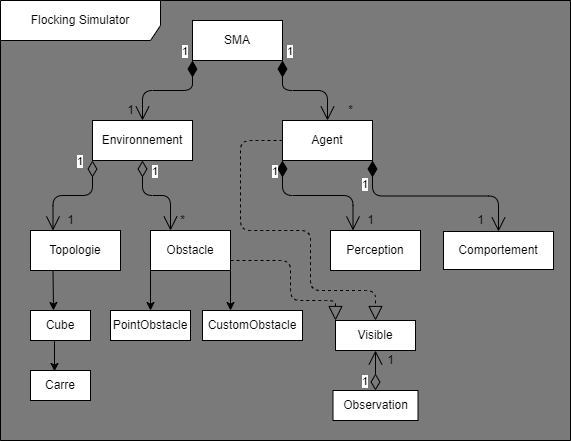 Flocking Simulator
SMA
1 1
1 *
Environnement Agent
1 1 1 1
1 * 1 1
Topologie Obstacle Perception Comportement
Cube PointObstacle CustomObstacle
Visible
1
Carre
1
Observation